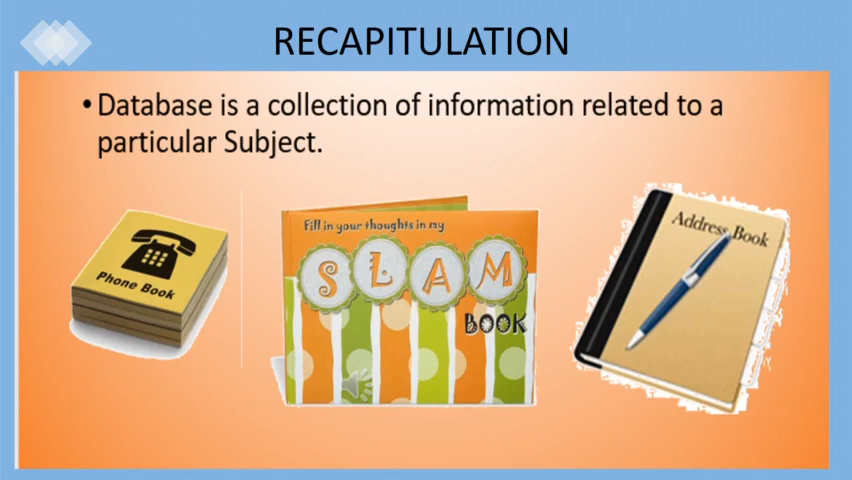 RECAPITULATION
• Database is a collection of information related to a
particular Subject.
Phone Book
Fill in your thoughts in my
SLAM
BOOK
Address Book